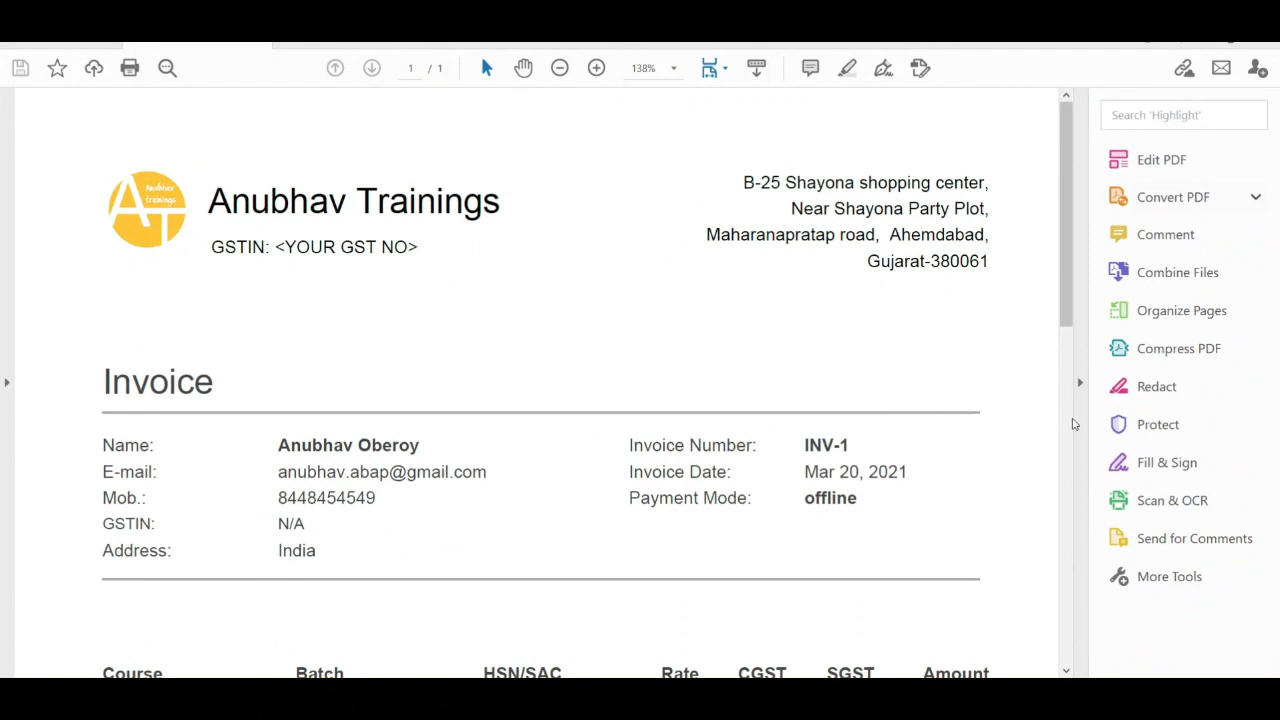 1 / 1
138%
Anubhav
trainings
AT
Anubhav Trainings
GSTIN: <YOUR GST NO>
B-25 Shayona shopping center,
Near Shayona Party Plot,
Maharanapratap road, Ahemdabad,
Gujarat-380061
Invoice
Name: Anubhav Oberoy Invoice Number: INV-1
E-mail: anubhav.abap@gmail.com Invoice Date: Mar 20, 2021
Mob.: 8448454549 Payment Mode: offline
GSTIN: N/A
Address: India
Course Batch HSN/SAC Rate CGST SGST Amount
Search 'Highlight'
Edit PDF
Convert PDF
Comment
Combine Files
Organize Pages
Compress PDF
Redact
Protect
Fill & Sign
Scan & OCR
Send for Comments
More Tools